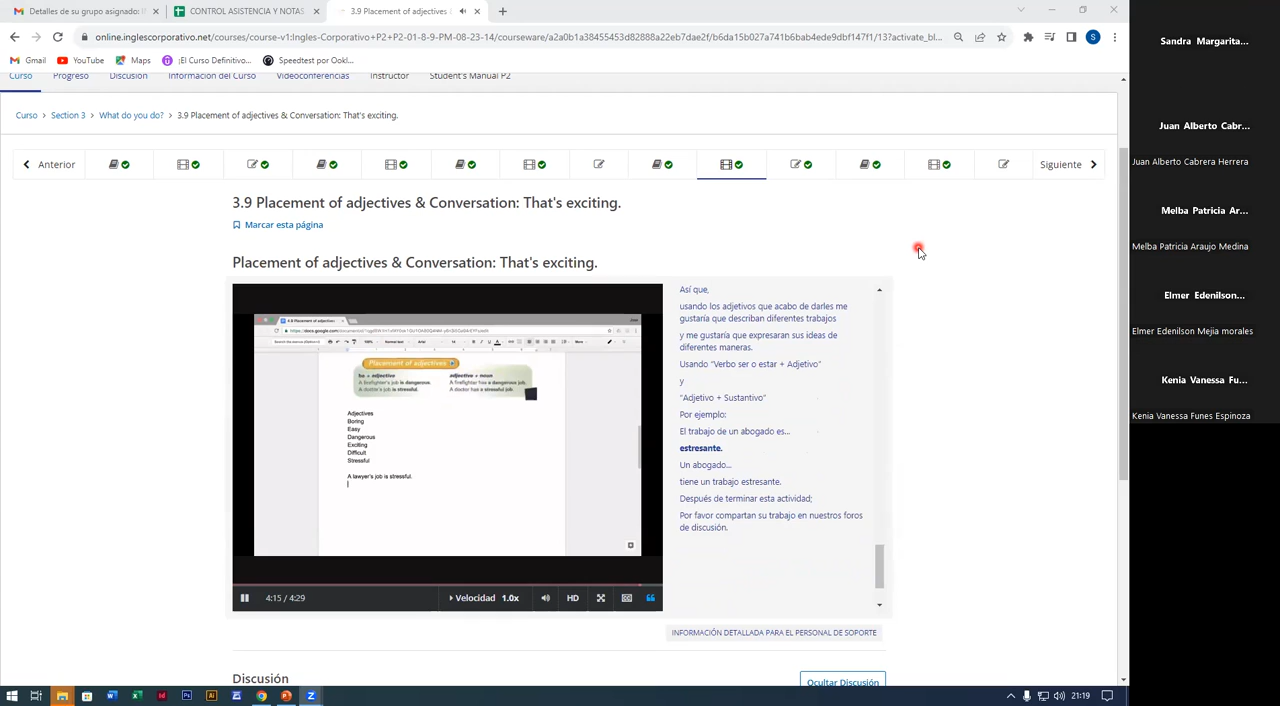 Detalles de su grupo asignado:
CONTROL ASISTENCIA Y NOTAS
3.9 Placement of adjectives
online.inglescorporativo.net/courses/course-v1:Ingles-Corporativo+P2+P2-01-8-9-PM-08-23-14/courseware/a2a0b1a38455453d82888a22eb7dae2f/b6da15b027a741b6bab4ede9dbf147f1/13?activate_bl...
S
Gmail
YouTube
Maps
¡El Curso Definitivo...
Speedtest por Ookl...
Curso
Progreso
Discusión
Información del Curso
Videoconferencias
Instructor
Student's Manual P2
Curso > Section 3 > What do you do? > 3.9 Placement of adjectives & Conversation: That's exciting.
Anterior
Siguiente
3.9 Placement of adjectives & Conversation: That's exciting.
Marcar esta página
Placement of adjectives & Conversation: That's exciting.
Placement of adjectives
be + adjective
A firefighter's job is dangerous.
A doctor's job is stressful.
adjective + noun
A firefighter has a dangerous job.
A doctor has a stressful job.
Adjectives
Boring
Easy
Dangerous
Exciting
Difficult
Stressful
A lawyer's job is stressful.
4:15 / 4:29
Velocidad 1.0x
HD
Así que,
usando los adjetivos que acabo de darles me
gustaría que describan diferentes trabajos
y me gustaría que expresaran sus ideas de
diferentes maneras.
Usando "Verbo ser o estar + Adjetivo"
y
"Adjetivo + Sustantivo"
Por ejemplo:
El trabajo de un abogado es...
estresante.
Un abogado...
tiene un trabajo estresante.
Después de terminar esta actividad;
Por favor compartan su trabajo en nuestros foros
de discusión.
INFORMACIÓN DETALLADA PARA EL PERSONAL DE SOPORTE
Discusión
Ocultar Discusión
21:19
Sandra Margarita...
Juan Alberto Cabr...
Juan Alberto Cabrera Herrera
Melba Patricia Ar...
Melba Patricia Araujo Medina
Elmer Edenilson...
Elmer Edenilson Mejia morales
Kenia Vanessa Fu...
Kenia Vanessa Funes Espinoza